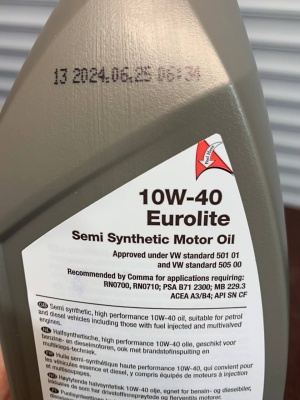 13 2024.06.25 06:34
10W-40
Eurolite
Semi Synthetic Motor Oil
Approved under VW standard 501 01
and VW standard 505 00
Recommended by Comma for applications requiring:
RN0700, RN0710; PSA B71 2300; MB 229.3
ACEA A3/B4; API SN CF
Semi synthetic, high performance 10W-40 oil, suitable for petrol
and diesel vehicles including those with fuel injected and multivalved
engines.
Halfsynthetische, high performance 10W-40 olie, geschikt voor
benzine- en dieselmotoren, ook met brandstofinspuiting en
multikleps-techniek.
Huile semi-synthétique haute performance 10W-40, qui convient pour
les véhicules essence et diesel, y compris équipés de moteurs à injection
et multisoupapes.
Høytytende halvsyntetisk 10W-40 olje, egnet for bensin- og dieselbiler,